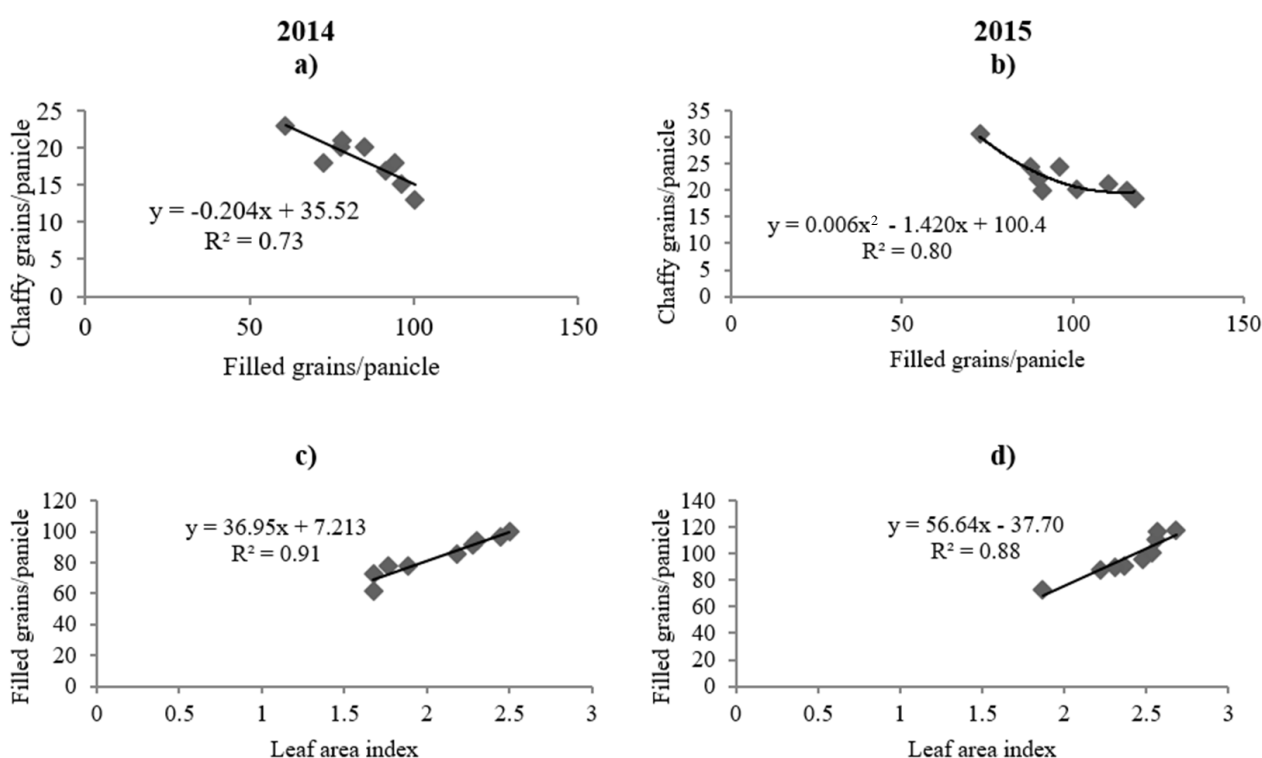 2014
2015
a)
b)
Chaffy grains/panicle
25
20
15
10
5
0
y = -0.204x + 35.52
R² = 0.73
0
50
100
150
Filled grains/panicle
Chaffy grains/panicle
35
30
25
20
15
10
5
0
y = 0.006x² - 1.420x + 100.4
R² = 0.80
0
50
100
150
Filled grains/panicle
c)
d)
Filled grains/panicle
120
100
80
60
40
20
0
y = 36.95x + 7.213
R² = 0.91
0
0.5
1
1.5
2
2.5
3
Leaf area index
Filled grains/panicle
140
120
100
80
60
40
20
0
y = 56.64x - 37.70
R² = 0.88
0
0.5
1
1.5
2
2.5
3
Leaf area index